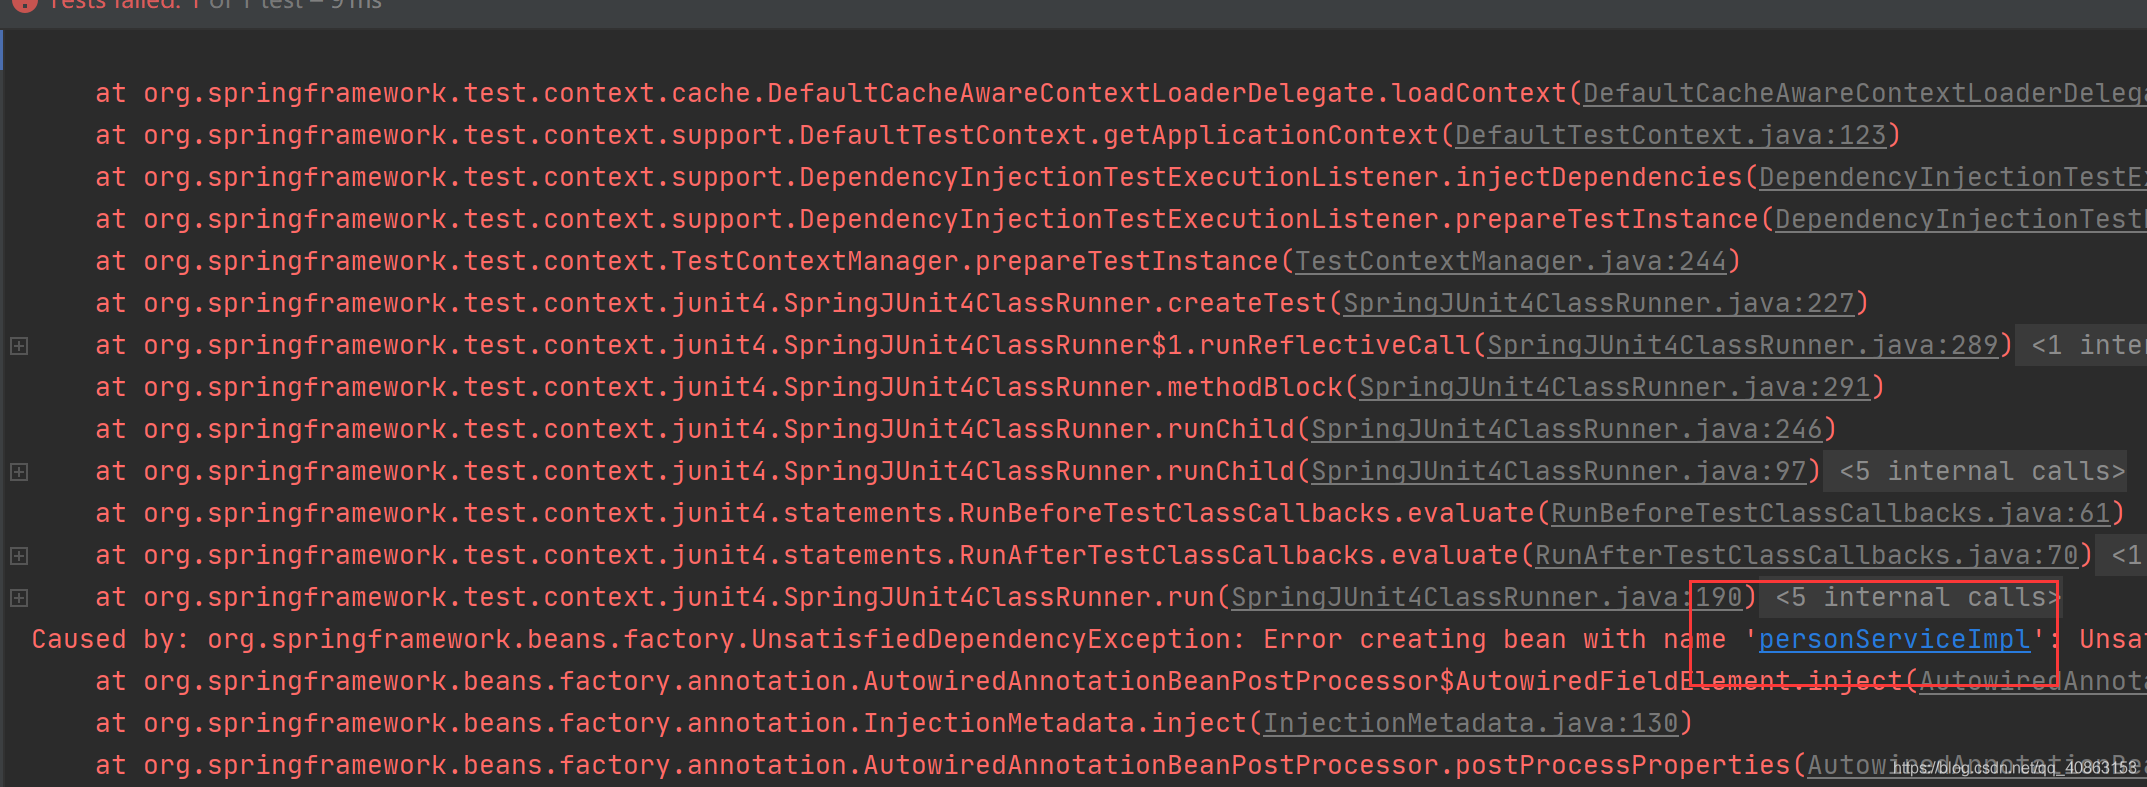 Tests failed: 1 of 1 test – 9 ms
at org.springframework.test.context.cache.DefaultCacheAwareContextLoaderDelegate.loadContext(DefaultCacheAwareContextLoaderDeleg
at org.springframework.test.context.support.DefaultTestContext.getApplicationContext(DefaultTestContext.java:123)
at org.springframework.test.context.support.DependencyInjectionTestExecutionListener.injectDependencies(DependencyInjectionTestEx
at org.springframework.test.context.support.DependencyInjectionTestExecutionListener.prepareTestInstance(DependencyInjectionTest
at org.springframework.test.context.TestContextManager.prepareTestInstance(TestContextManager.java:244)
at org.springframework.test.context.junit4.SpringJUnit4ClassRunner.createTest(SpringJUnit4ClassRunner.java:227)
at org.springframework.test.context.junit4.SpringJUnit4ClassRunner$1.runReflectiveCall(SpringJUnit4ClassRunner.java:289) <1 inter
at org.springframework.test.context.junit4.SpringJUnit4ClassRunner.methodBlock(SpringJUnit4ClassRunner.java:291)
at org.springframework.test.context.junit4.SpringJUnit4ClassRunner.runChild(SpringJUnit4ClassRunner.java:246)
at org.springframework.test.context.junit4.SpringJUnit4ClassRunner.runChild(SpringJUnit4ClassRunner.java:97) <5 internal calls>
at org.springframework.test.context.junit4.statements.RunBeforeTestClassCallbacks.evaluate(RunBeforeTestClassCallbacks.java:61)
at org.springframework.test.context.junit4.statements.RunAfterTestClassCallbacks.evaluate(RunAfterTestClassCallbacks.java:70) <1
at org.springframework.test.context.junit4.SpringJUnit4ClassRunner.run(SpringJUnit4ClassRunner.java:190) <5 internal calls>
Caused by: org.springframework.beans.factory.UnsatisfiedDependencyException: Error creating bean with name 'personServiceImpl': Unsat
at org.springframework.beans.factory.annotation.AutowiredAnnotationBeanPostProcessor$AutowiredFieldElement.inject(AutowiredAnnota
at org.springframework.beans.factory.annotation.InjectionMetadata.inject(InjectionMetadata.java:130)
at org.springframework.beans.factory.annotation.AutowiredAnnotationBeanPostProcessor.postProcessProperties(AutowiredAnnotationBea
https://blog.csdn.net/qq_40863153